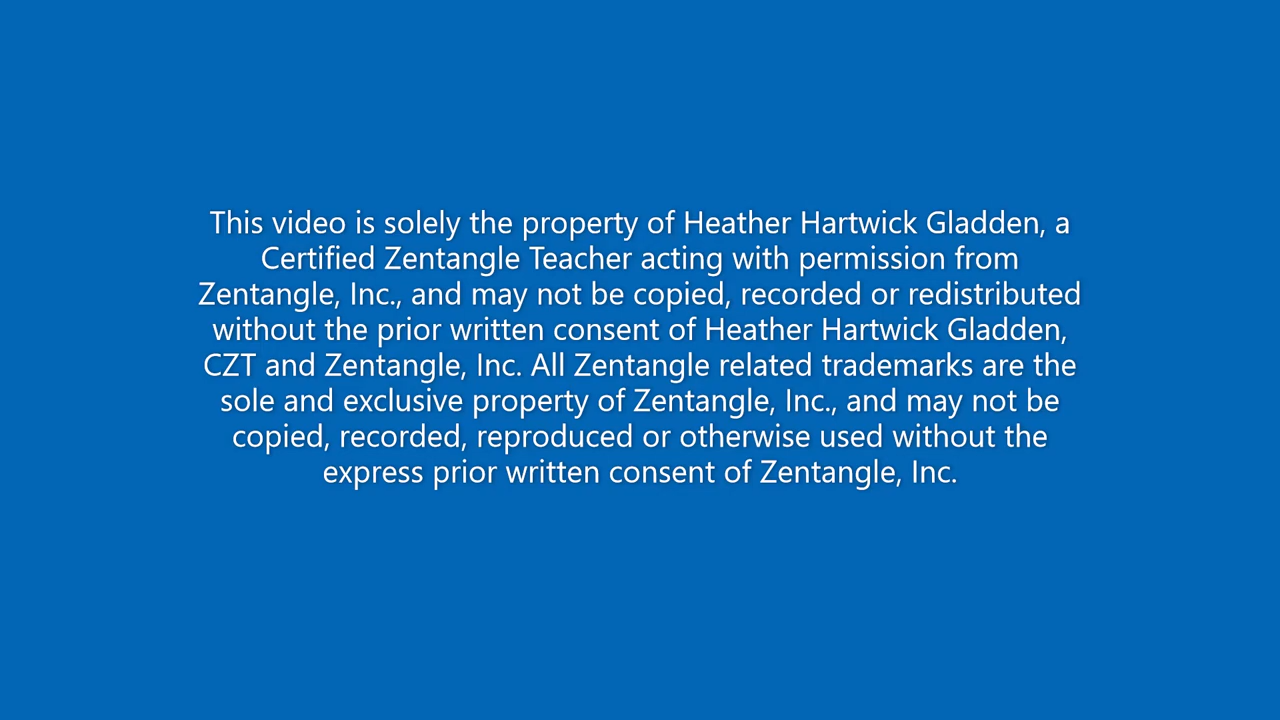 This video is solely the property of Heather Hartwick Gladden, a
Certified Zentangle Teacher acting with permission from
Zentangle, Inc., and may not be copied, recorded or redistributed
without the prior written consent of Heather Hartwick Gladden,
CZT and Zentangle, Inc. All Zentangle related trademarks are the
sole and exclusive property of Zentangle, Inc., and may not be
copied, recorded, reproduced or otherwise used without the
express prior written consent of Zentangle, Inc.